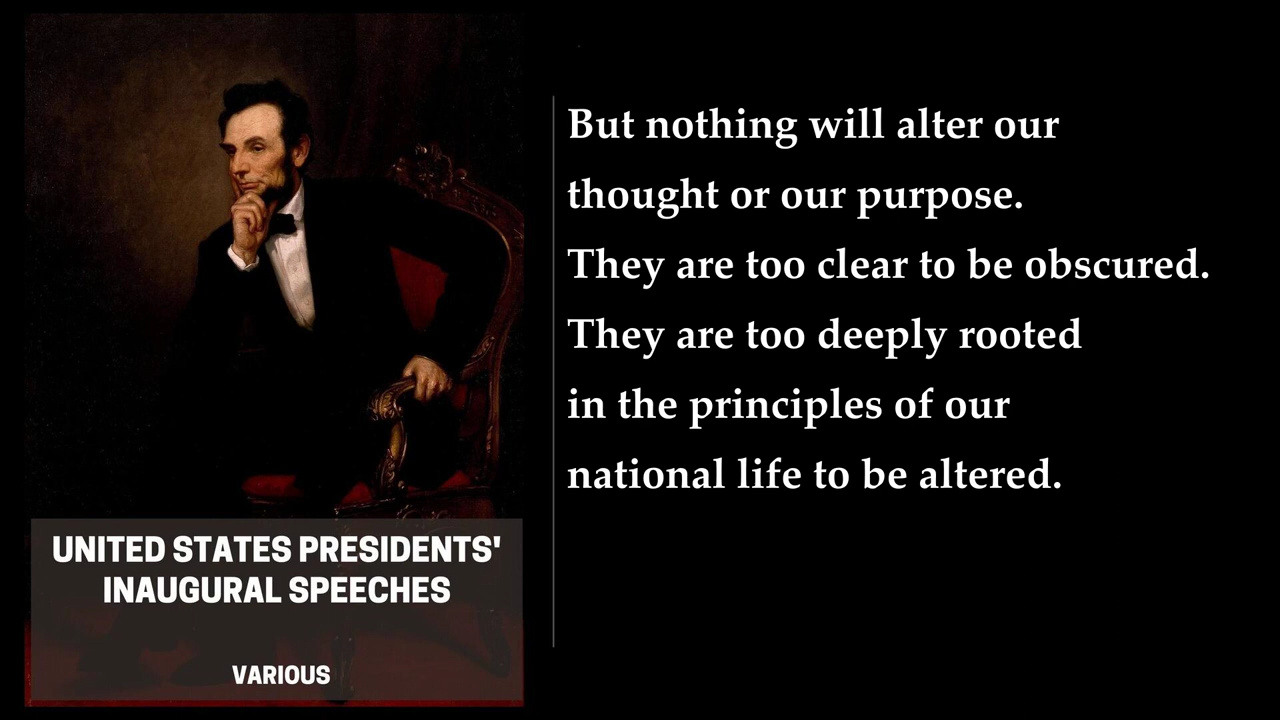 But nothing will alter our
thought or our purpose.
They are too clear to be obscured.
They are too deeply rooted
in the principles of our
national life to be altered.
UNITED STATES PRESIDENTS'
INAUGURAL SPEECHES
VARIOUS